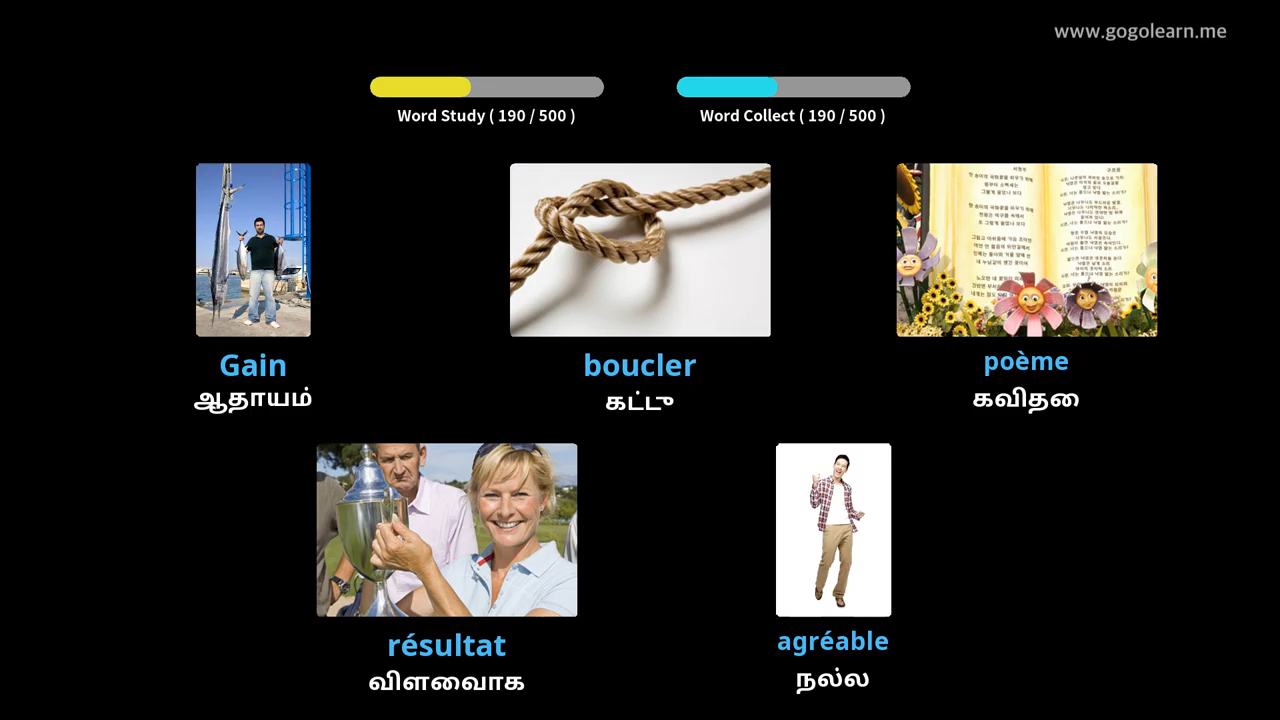 www.gogolearn.me
Word Study ( 190 / 500 )
Word Collect ( 190 / 500 )
Gain
ஆதாயம்
boucler
கட்டு
poème
கவிதை
résultat
விளைவாக
agréable
நல்ல